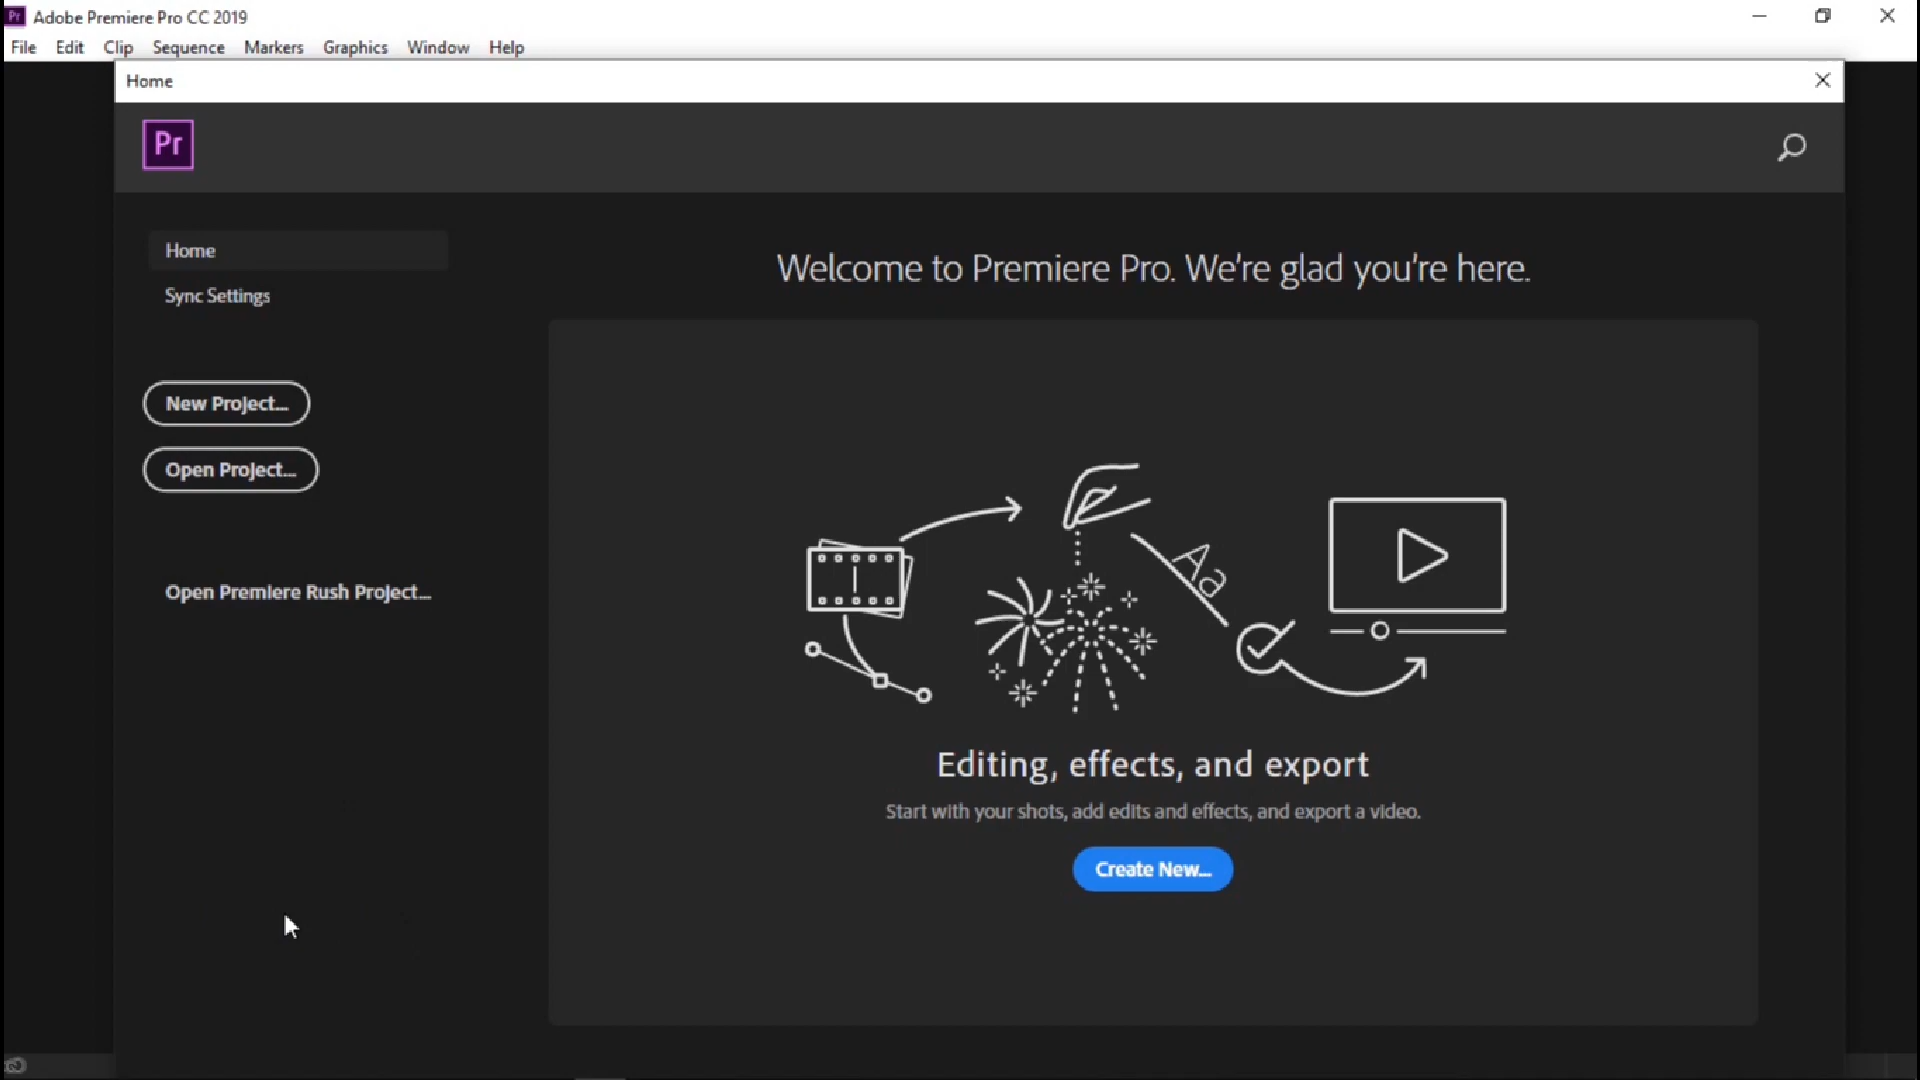 Pr Adobe Premiere Pro CC 2019
File Edit Clip Sequence Markers Graphics Window Help
Home
Pr
Home
Sync Settings
Welcome to Premiere Pro. We're glad you're here.
New Project...
Open Project...
Open Premiere Rush Project...
Aa
Editing, effects, and export
Start with your shots, add edits and effects, and export a video.
Create New...